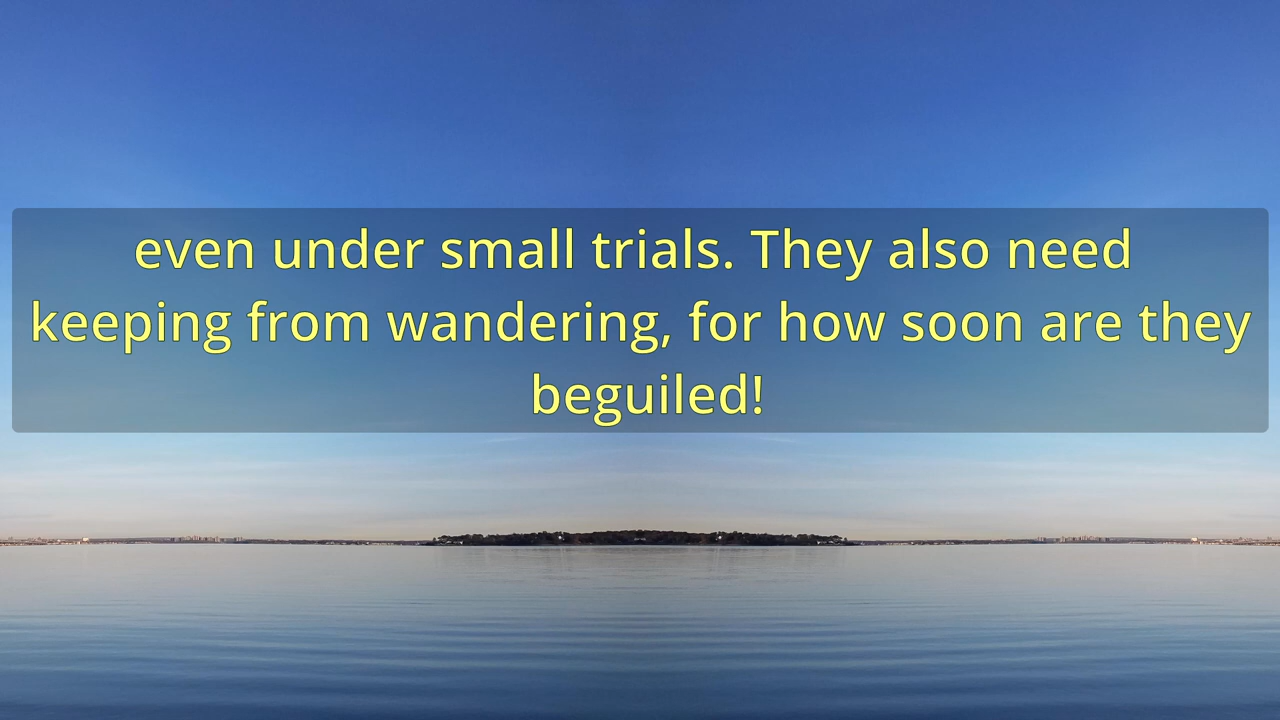 even under small trials. They also need
keeping from wandering, for how soon are they
beguiled!